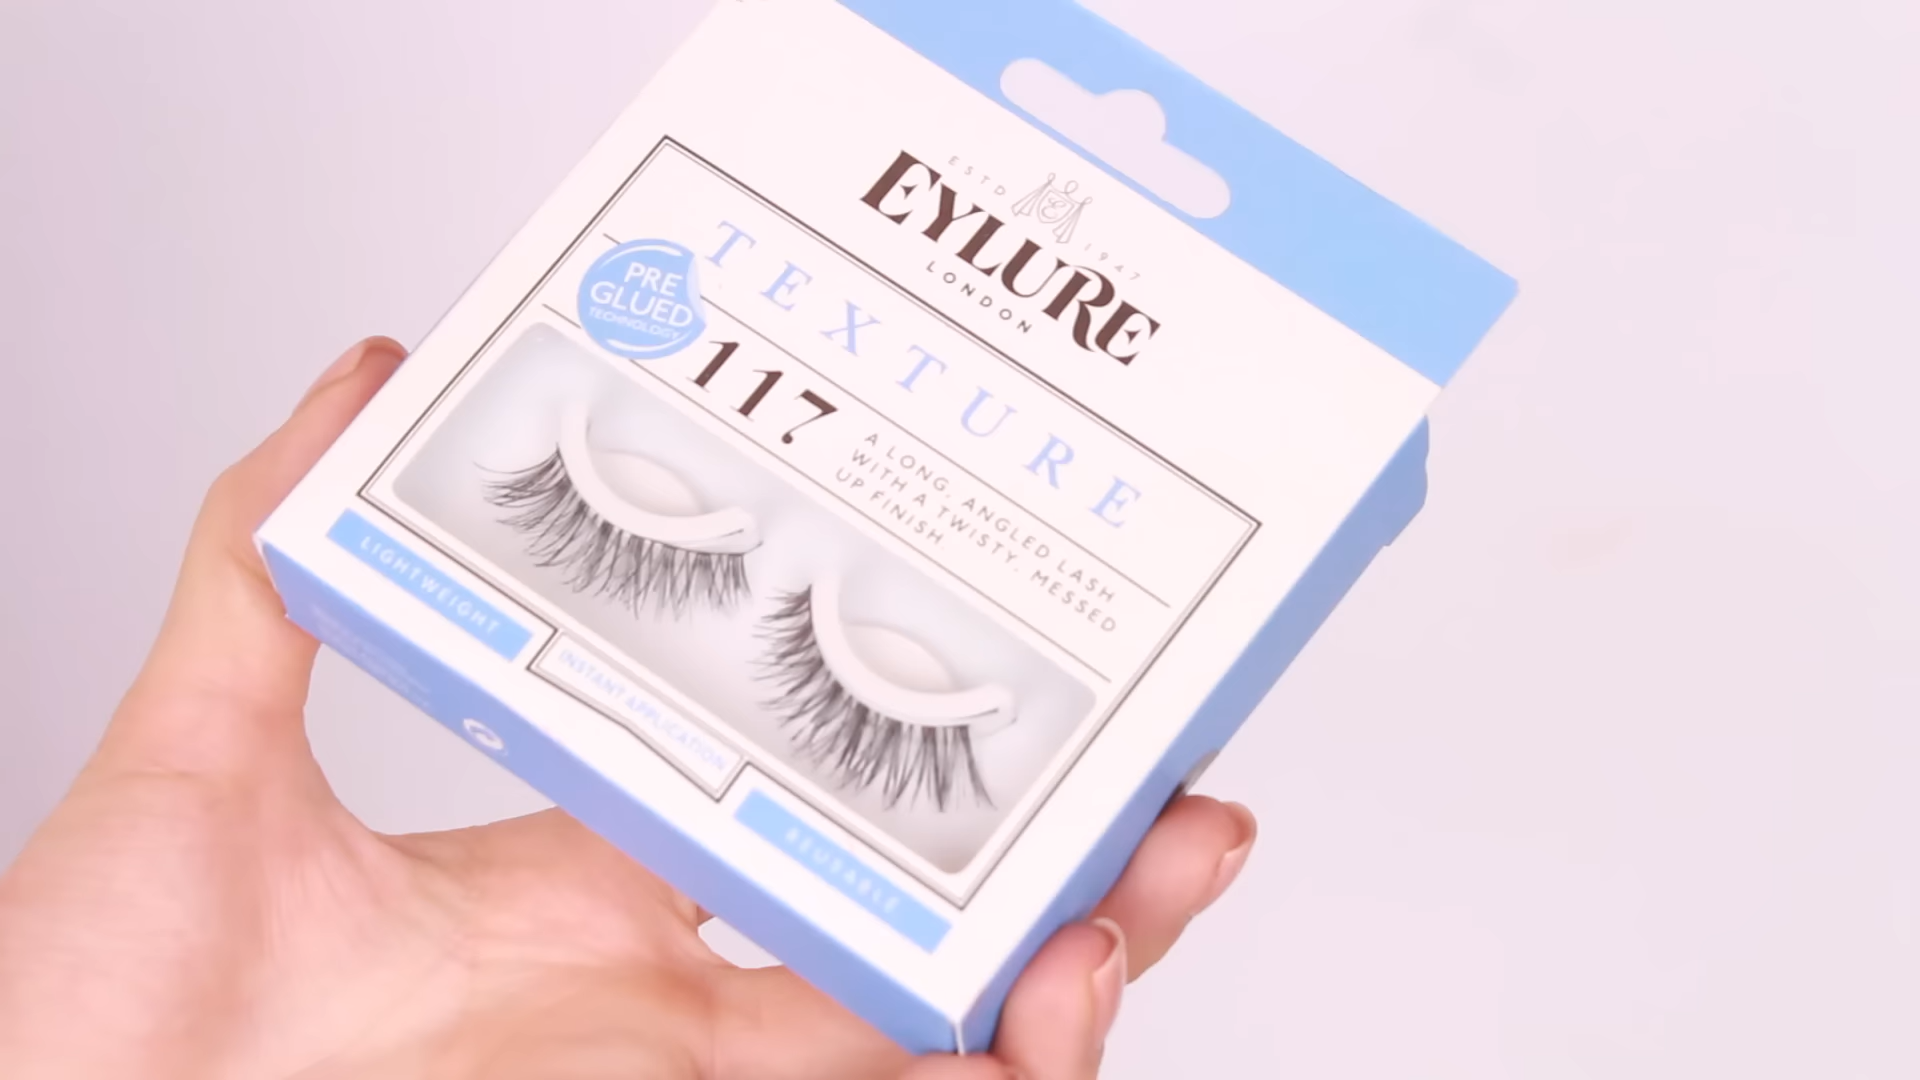 ESTD 1947
EYLURE
LONDON
TEXTURE
PRE
GLUED
TECHNOLOGY
117
A LONG, ANGLED LASH
WITH A TWISTY, MESSED
UP FINISH.
LIGHTWEIGHT
INSTANT APPLICATION
REUSABLE